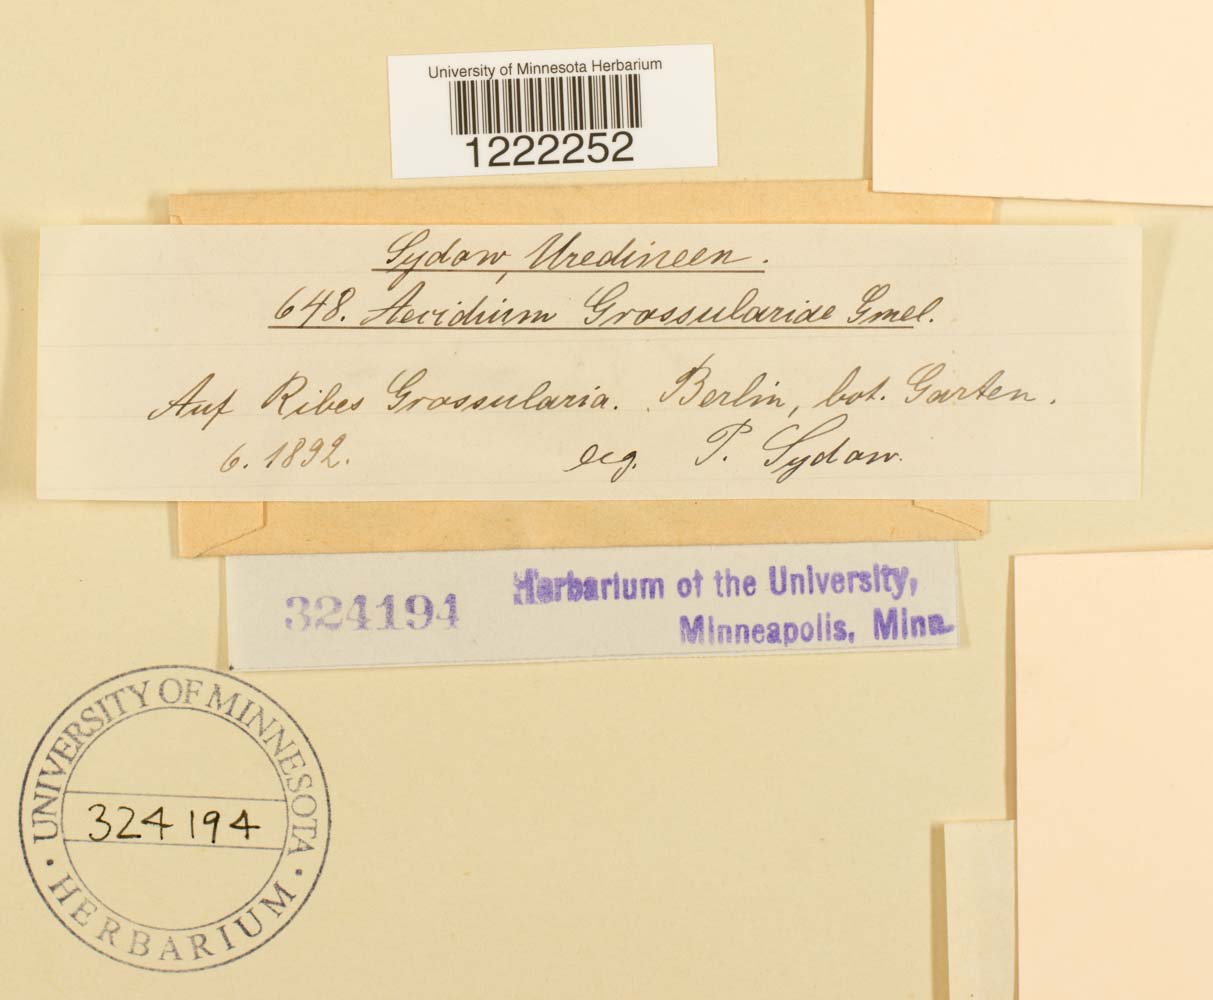 University of Minnesota Herbarium
1222252
Sydow, Uredineen.
648. Aecidium Grossulariae Gmel.
Auf Ribes Grossularia. Berlin, bot. Garten.
6. 1892. leg. P. Sydow.
324194 Herbarium of the University,
Minneapolis, Minn.
UNIVERSITY OF MINNESOTA
324194
• HERBARIUM •